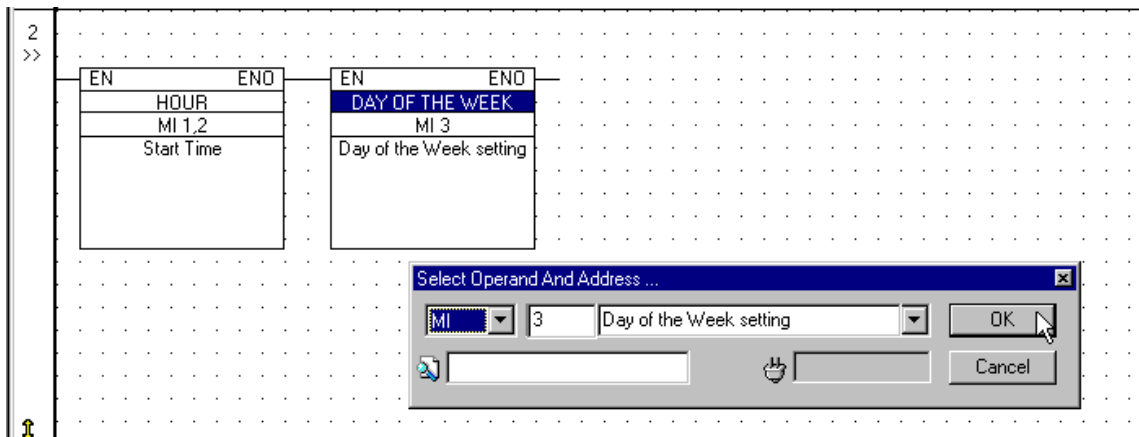 2
>>
EN ENO EN ENO
HOUR DAY OF THE WEEK
MI 1,2 MI 3
Start Time Day of the Week setting
Select Operand And Address ...
MI 3 Day of the Week setting OK
Cancel